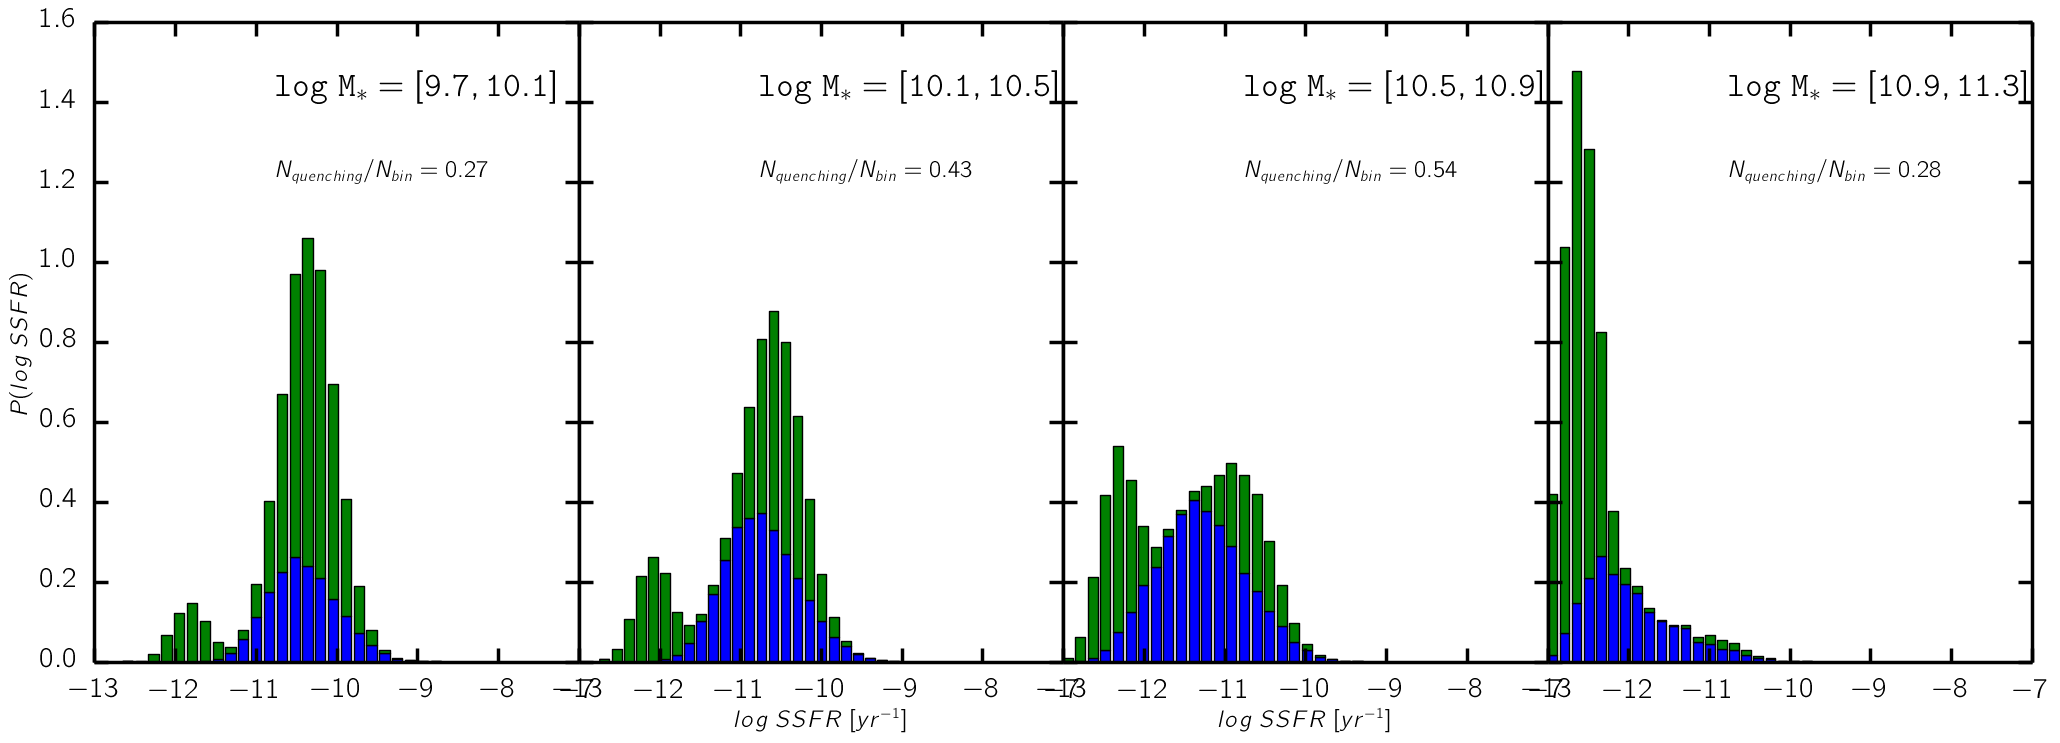 log M* = [9.7, 10.1]
N_quenching/N_bin = 0.27
log M* = [10.1, 10.5]
N_quenching/N_bin = 0.43
log M* = [10.5, 10.9]
N_quenching/N_bin = 0.54
log M* = [10.9, 11.3]
N_quenching/N_bin = 0.28
P(log SSFR)
1.6
1.4
1.2
1.0
0.8
0.6
0.4
0.2
0.0
−13 −12 −11 −10 −9 −8 −7
−13 −12 −11 −10 −9 −8 −7
−13 −12 −11 −10 −9 −8 −7
−13 −12 −11 −10 −9 −8 −7
log SSFR [yr⁻¹]
log SSFR [yr⁻¹]